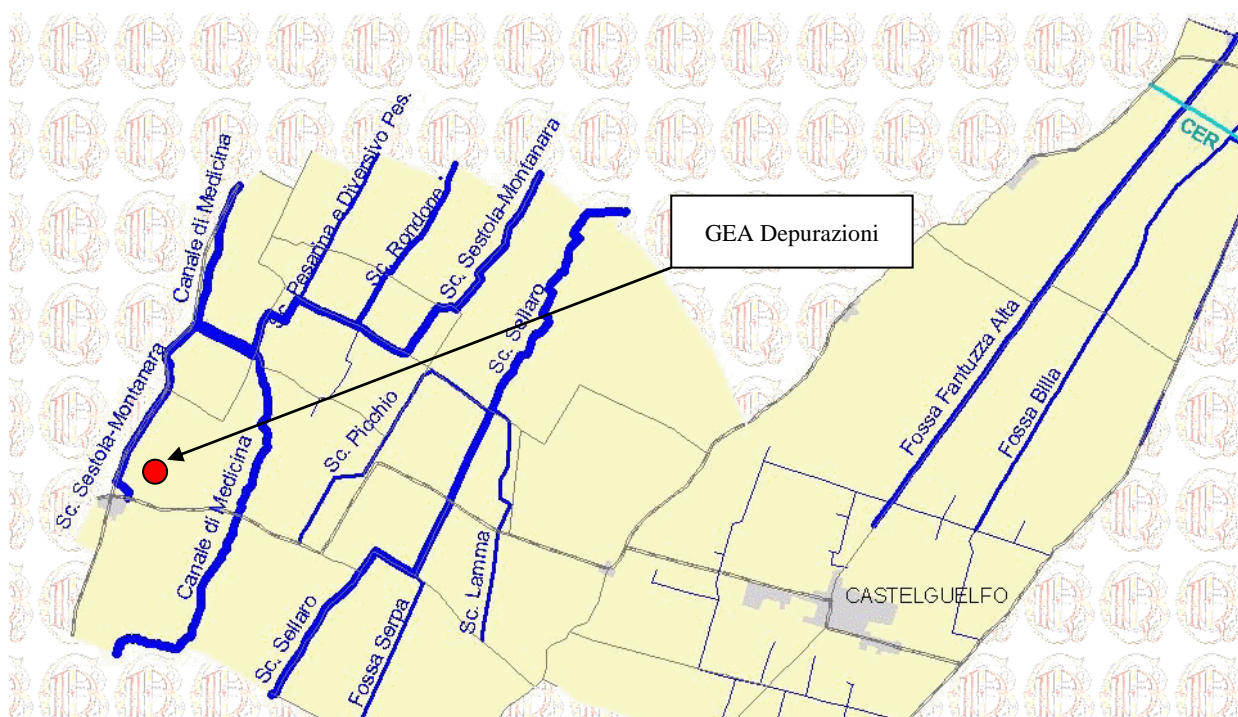 Canale di Medicina
Sc. Pesarina e Diversivo Pes.
Sc. Rondone
Sc. Sestola-Montanara
GEA Depurazioni
CER
Sc. Sestola-Montanara
Sc. Sellaro
Fossa Fantuzza Alta
Fossa Billa
Sc. Picchio
Canale di Medicina
Sc. Lamma
CASTELGUELFO
Sc. Sellaro
Fossa Serpa